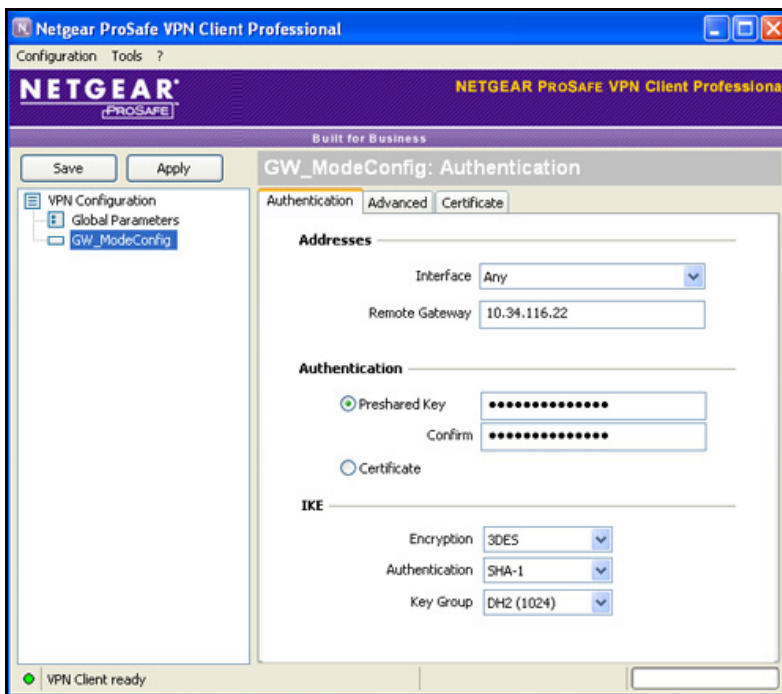 Netgear ProSafe VPN Client Professional
Configuration Tools ?
NETGEAR®
PROSAFE
NETGEAR PROSAFE VPN Client Professiona
Built for Business
Save Apply
GW_ModeConfig: Authentication
VPN Configuration
Global Parameters
GW_ModeConfig
Authentication Advanced Certificate
Addresses
Interface Any
Remote Gateway 10.34.116.22
Authentication
Preshared Key ••••••••••••••
Confirm ••••••••••••••
Certificate
IKE
Encryption 3DES
Authentication SHA-1
Key Group DH2 (1024)
VPN Client ready